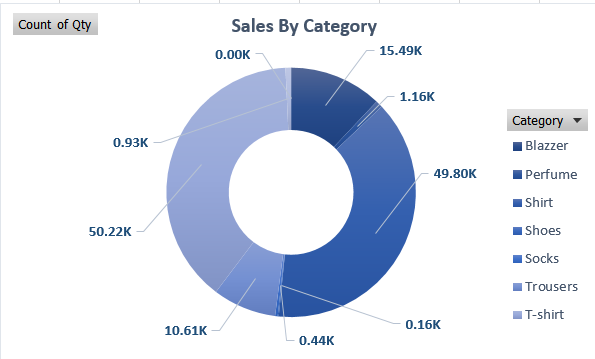 Count of Qty
Sales By Category
0.00K
15.49K
1.16K
0.93K
49.80K
50.22K
10.61K
0.44K
0.16K
Category
Blazzer
Perfume
Shirt
Shoes
Socks
Trousers
T-shirt